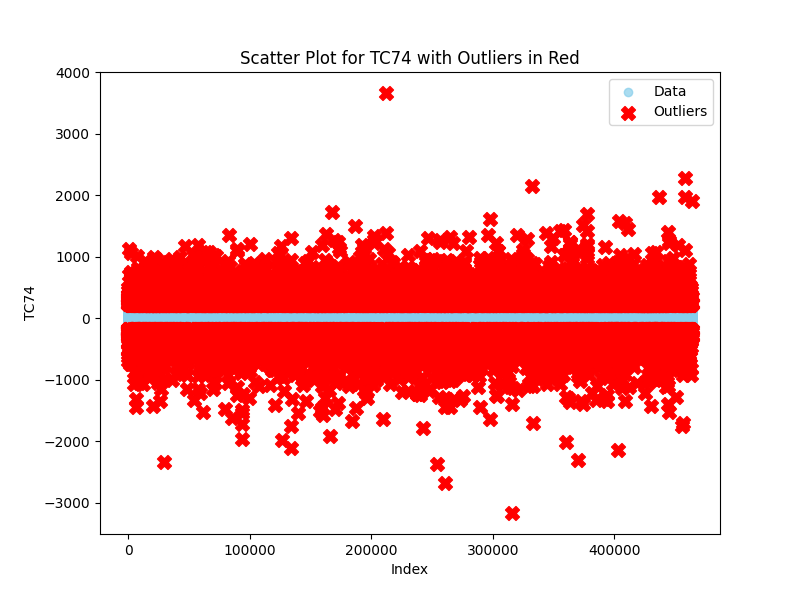 Scatter Plot for TC74 with Outliers in Red
Data
Outliers
TC74
4000
3000
2000
1000
0
−1000
−2000
−3000
0
100000
200000
300000
400000
Index